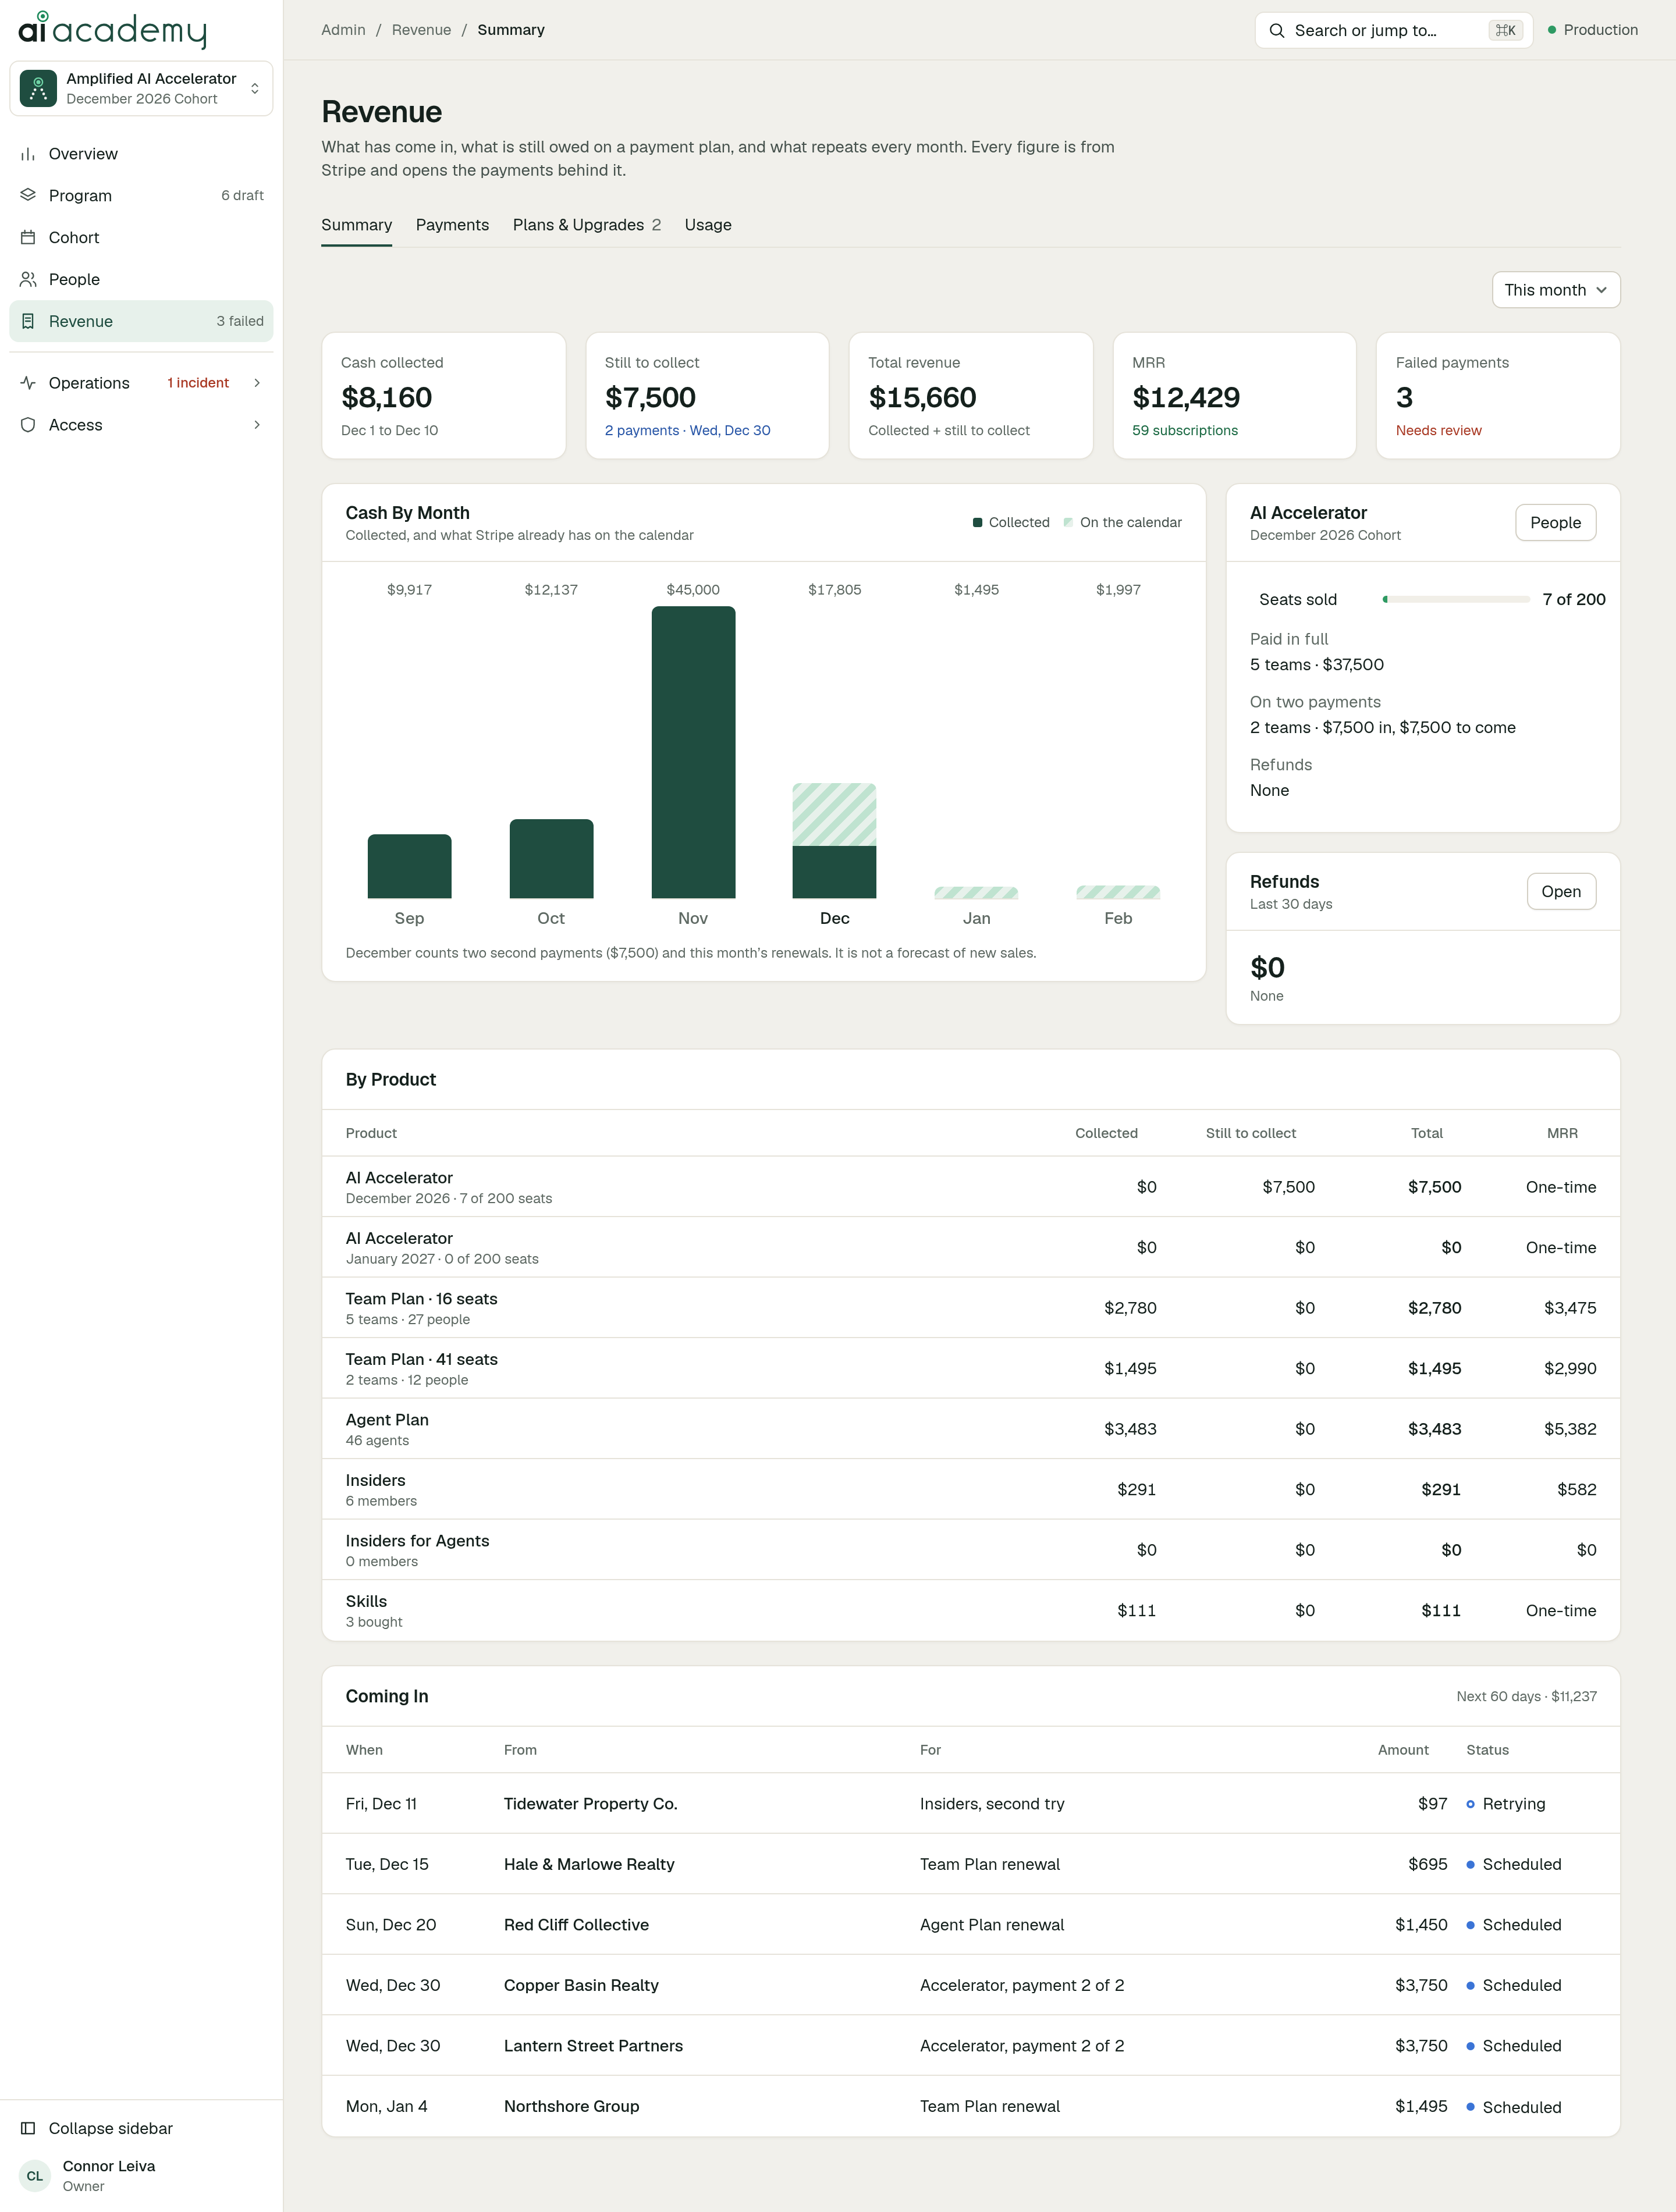 ai academy
Amplified AI Accelerator
December 2026 Cohort
Overview
Program 6 draft
Cohort
People
Revenue 3 failed
Operations 1 incident
Access
Collapse sidebar
CL
Connor Leiva
Owner
Admin / Revenue / Summary
Search or jump to... ⌘K
Production
Revenue
What has come in, what is still owed on a payment plan, and what repeats every month. Every figure is from
Stripe and opens the payments behind it.
Summary Payments Plans & Upgrades 2 Usage
This month
Cash collected
$8,160
Dec 1 to Dec 10
Still to collect
$7,500
2 payments · Wed, Dec 30
Total revenue
$15,660
Collected + still to collect
MRR
$12,429
59 subscriptions
Failed payments
3
Needs review
Cash By Month
Collected, and what Stripe already has on the calendar
Collected On the calendar
$9,917 $12,137 $45,000 $17,805 $1,495 $1,997
Sep Oct Nov Dec Jan Feb
December counts two second payments ($7,500) and this month's renewals. It is not a forecast of new sales.
AI Accelerator
December 2026 Cohort
People
Seats sold 7 of 200
Paid in full
5 teams · $37,500
On two payments
2 teams · $7,500 in, $7,500 to come
Refunds
None
Refunds
Last 30 days
Open
$0
None
By Product
Product Collected Still to collect Total MRR
AI Accelerator
December 2026 · 7 of 200 seats
$0 $7,500 $7,500 One-time
AI Accelerator
January 2027 · 0 of 200 seats
$0 $0 $0 One-time
Team Plan · 16 seats
5 teams · 27 people
$2,780 $0 $2,780 $3,475
Team Plan · 41 seats
2 teams · 12 people
$1,495 $0 $1,495 $2,990
Agent Plan
46 agents
$3,483 $0 $3,483 $5,382
Insiders
6 members
$291 $0 $291 $582
Insiders for Agents
0 members
$0 $0 $0 $0
Skills
3 bought
$111 $0 $111 One-time
Coming In
Next 60 days · $11,237
When From For Amount Status
Fri, Dec 11 Tidewater Property Co. Insiders, second try $97 Retrying
Tue, Dec 15 Hale & Marlowe Realty Team Plan renewal $695 Scheduled
Sun, Dec 20 Red Cliff Collective Agent Plan renewal $1,450 Scheduled
Wed, Dec 30 Copper Basin Realty Accelerator, payment 2 of 2 $3,750 Scheduled
Wed, Dec 30 Lantern Street Partners Accelerator, payment 2 of 2 $3,750 Scheduled
Mon, Jan 4 Northshore Group Team Plan renewal $1,495 Scheduled